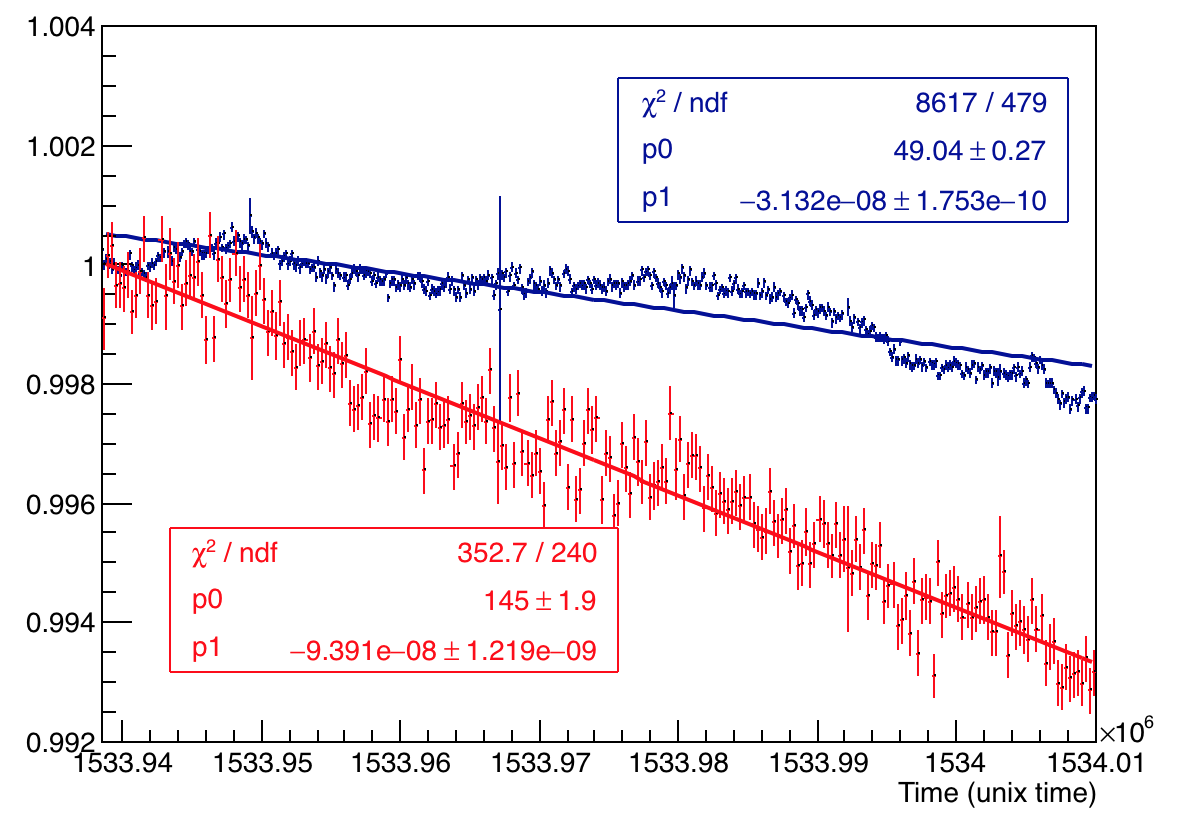 1.004
1.002
1
0.998
0.996
0.994
0.992
χ² / ndf 8617 / 479
p0 49.04 ± 0.27
p1 −3.132e−08 ± 1.753e−10
χ² / ndf 352.7 / 240
p0 145 ± 1.9
p1 −9.391e−08 ± 1.219e−09
1533.94 1533.95 1533.96 1533.97 1533.98 1533.99 1534 1534.01
×10⁶
Time (unix time)